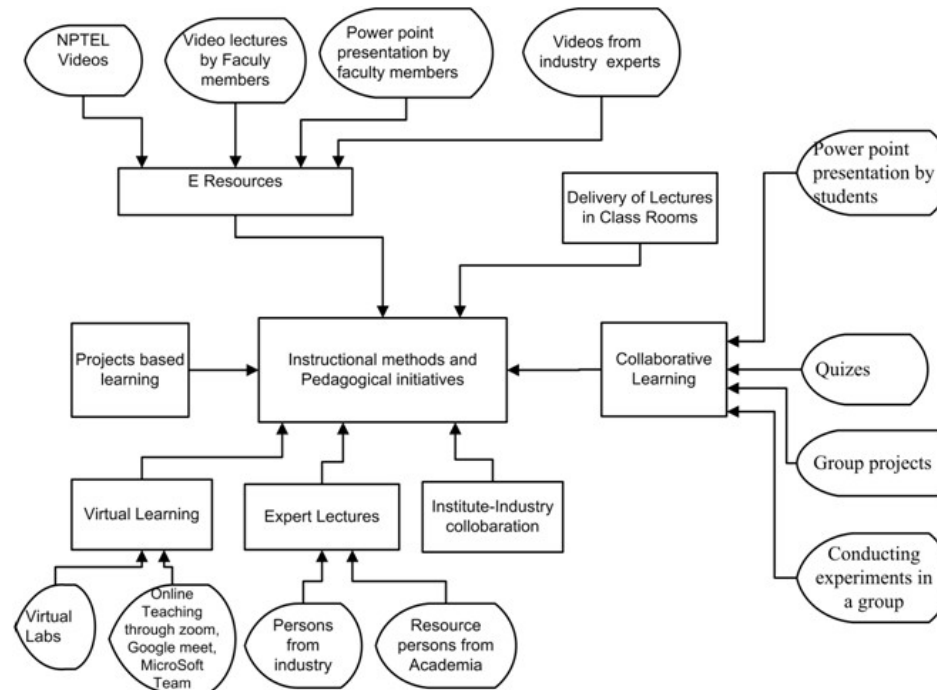 NPTEL
Videos
Video lectures
by Faculy
members
Power point
presentation by
faculty members
Videos from
industry experts
E Resources
Delivery of Lectures
in Class Rooms
Power point
presentation by
students
Projects based
learning
Instructional methods and
Pedagogical initiatives
Collaborative
Learning
Quizes
Group projects
Virtual Learning
Expert Lectures
Institute-Industry
collobaration
Conducting
experiments in
a group
Virtual
Labs
Online
Teaching
through zoom,
Google meet,
MicroSoft
Team
Persons
from
industry
Resource
persons from
Academia